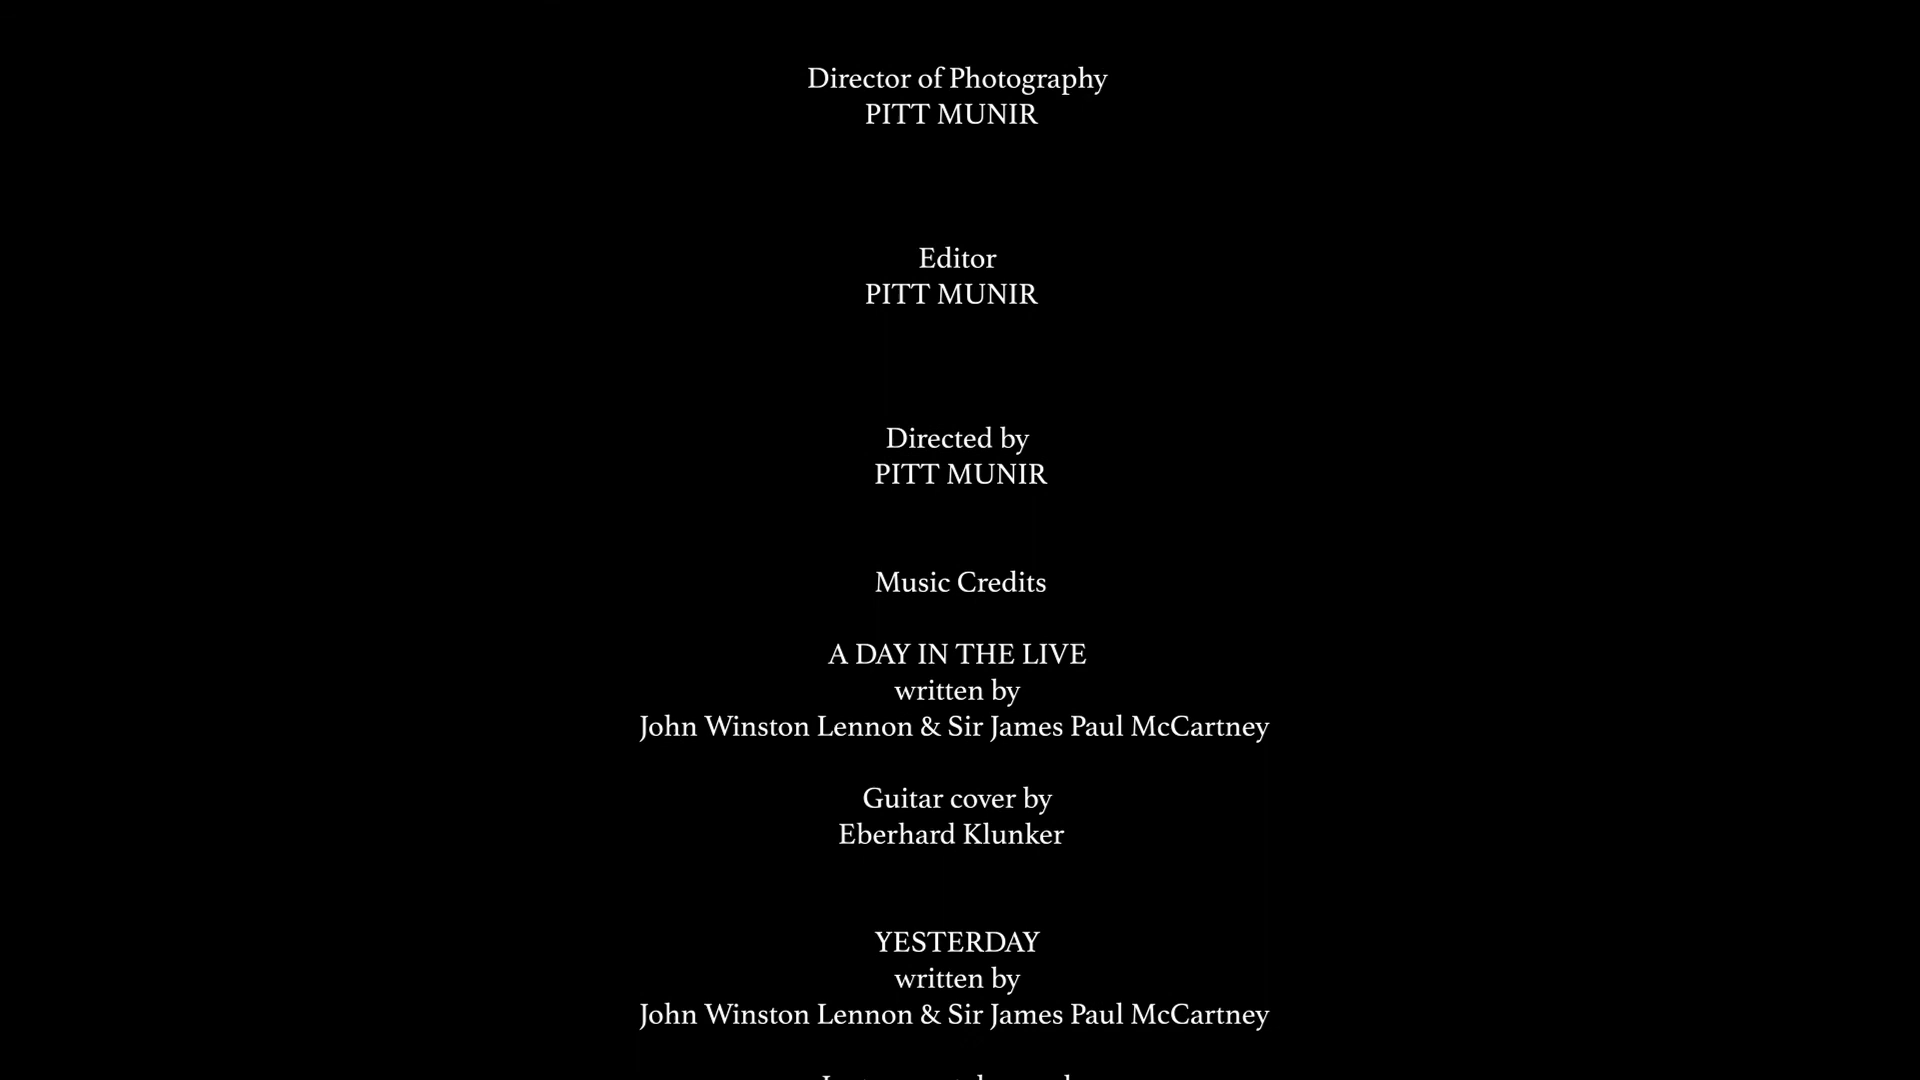 Director of Photography
PITT MUNIR
Editor
PITT MUNIR
Directed by
PITT MUNIR
Music Credits
A DAY IN THE LIVE
written by
John Winston Lennon & Sir James Paul McCartney
Guitar cover by
Eberhard Klunker
YESTERDAY
written by
John Winston Lennon & Sir James Paul McCartney